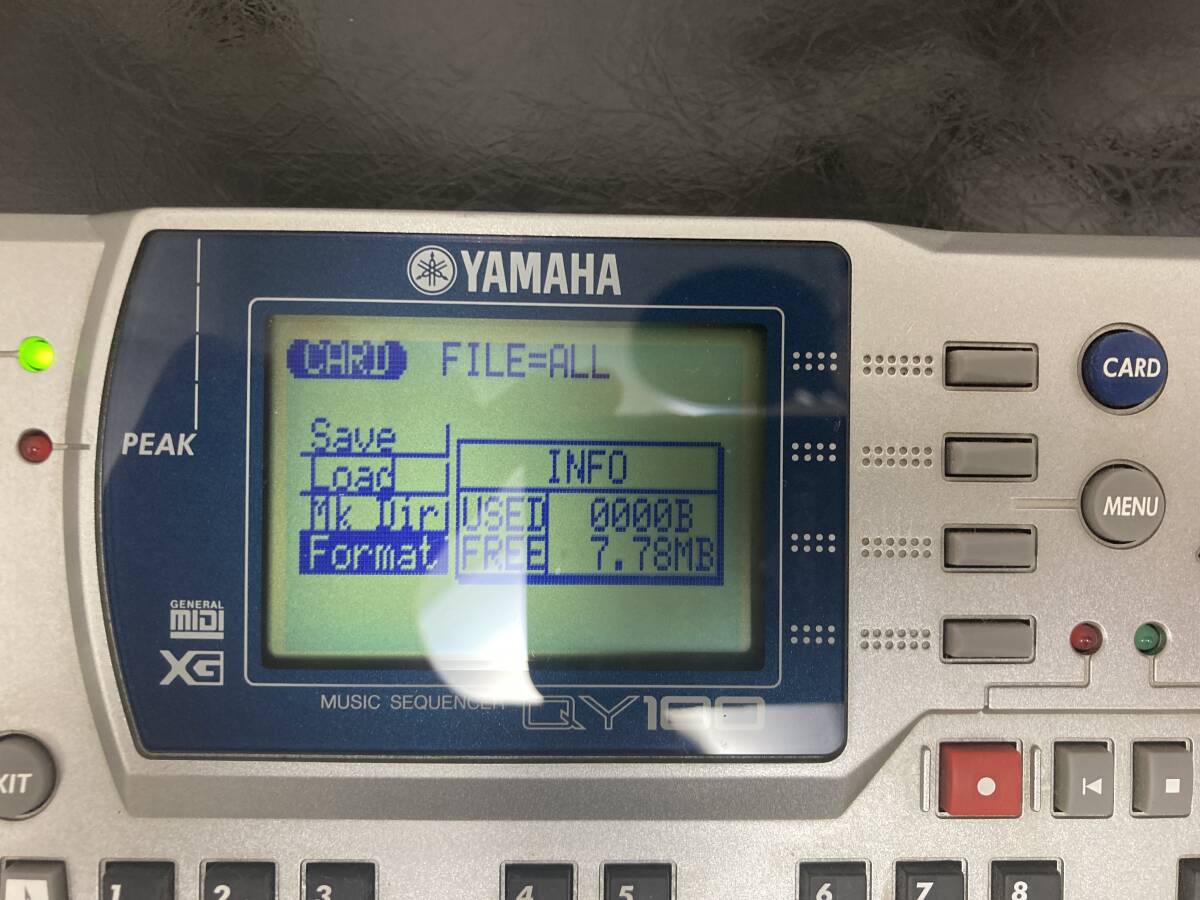 YAMAHA
CARD FILE=ALL
Save
Load
Mk Dir
Format
INFO
USED 0000B
FREE 7.78MB
PEAK
GENERAL
MIDI
XG
MUSIC SEQUENCER QY100
CARD
MENU
XIT
1 2 3 4 5 6 7 8